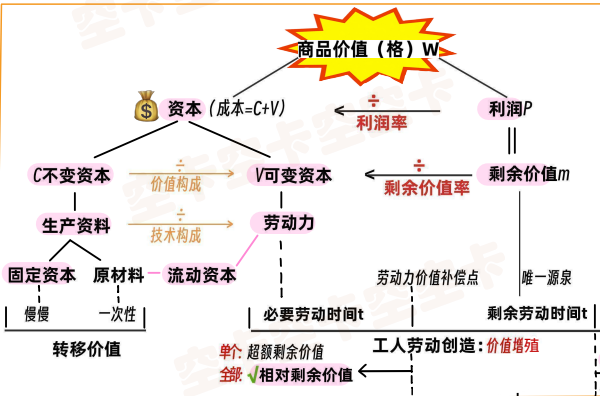 商品价值（格）W
资本（成本=C+V）
÷
利润率
利润P
C不变资本
÷
价值构成
V可变资本
÷
剩余价值率
剩余价值m
生产资料
÷
技术构成
劳动力
固定资本
原材料
流动资本
劳动力价值补偿点
唯一源泉
慢慢
一次性
必要劳动时间t
剩余劳动时间t
转移价值
单个：超额剩余价值
工人劳动创造：价值增殖
全部：√相对剩余价值